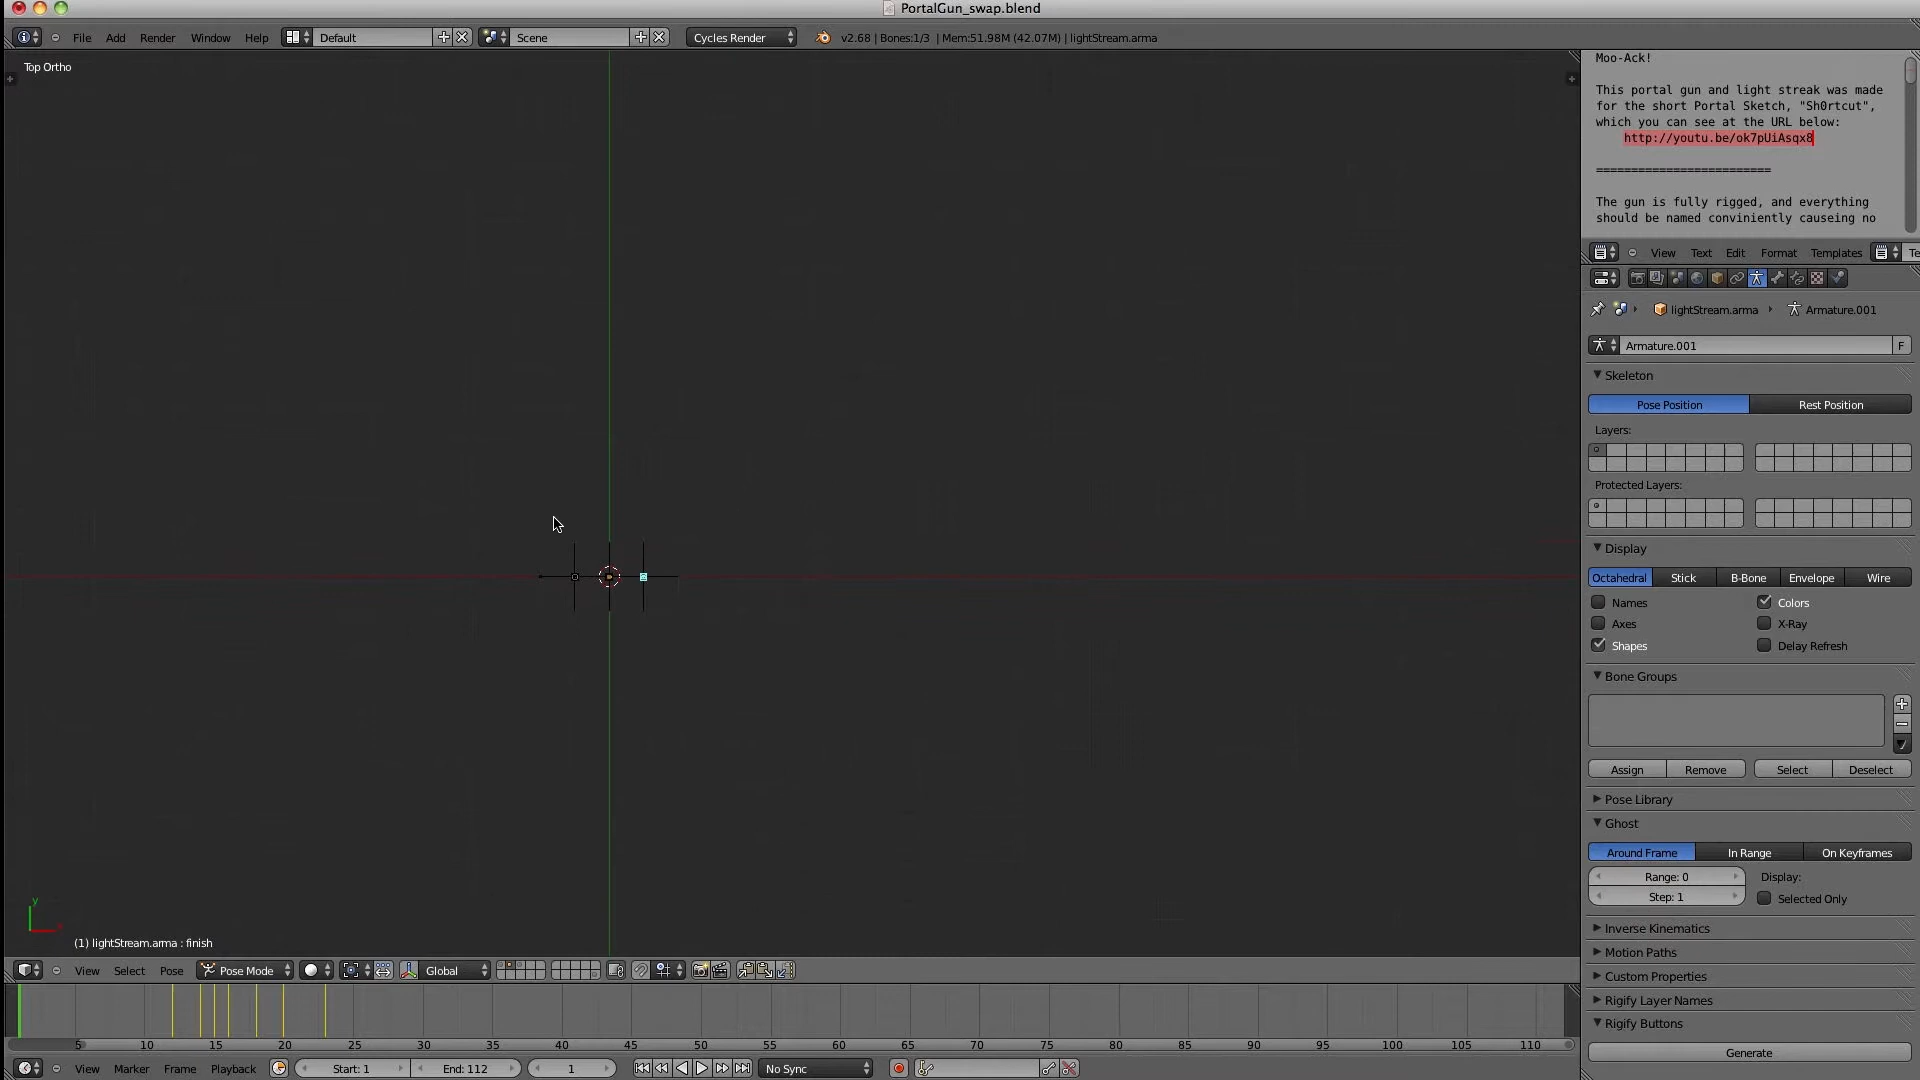 PortalGun_swap.blend
File Add Render Window Help Default Scene Cycles Render v2.68 | Bones:1/3 | Mem:51.98M (42.07M) | lightStream.arma
Top Ortho
Moo-Ack!
This portal gun and light streak was made
for the short Portal Sketch, "Sh0rtcut",
which you can see at the URL below:
http://youtu.be/ok7pUiAsqx8
=========================
The gun is fully rigged, and everything
should be named conviniently causeing no
View Text Edit Format Templates Te
lightStream.arma Armature.001
Armature.001 F
Skeleton
Pose Position Rest Position
Layers:
Protected Layers:
Display
Octahedral Stick B-Bone Envelope Wire
Names Colors
Axes X-Ray
Shapes Delay Refresh
Bone Groups
Assign Remove Select Deselect
Pose Library
Ghost
Around Frame In Range On Keyframes
Range: 0 Display:
Step: 1 Selected Only
Inverse Kinematics
Motion Paths
Custom Properties
Rigify Layer Names
Rigify Buttons
Generate
y
(1) lightStream.arma : finish
View Select Pose Pose Mode Global
5 10 15 20 25 30 35 40 45 50 55 60 65 70 75 80 85 90 95 100 105 110
View Marker Frame Playback Start: 1 End: 112 1 No Sync